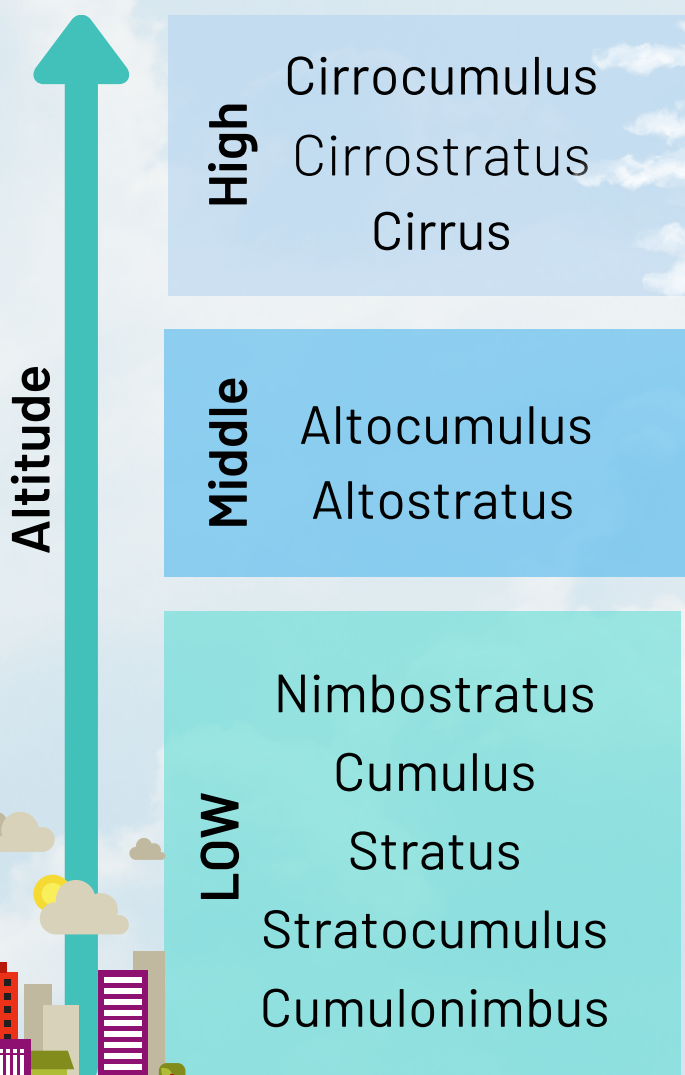 Altitude
High
Cirrocumulus
Cirrostratus
Cirrus
Middle
Altocumulus
Altostratus
LOW
Nimbostratus
Cumulus
Stratus
Stratocumulus
Cumulonimbus